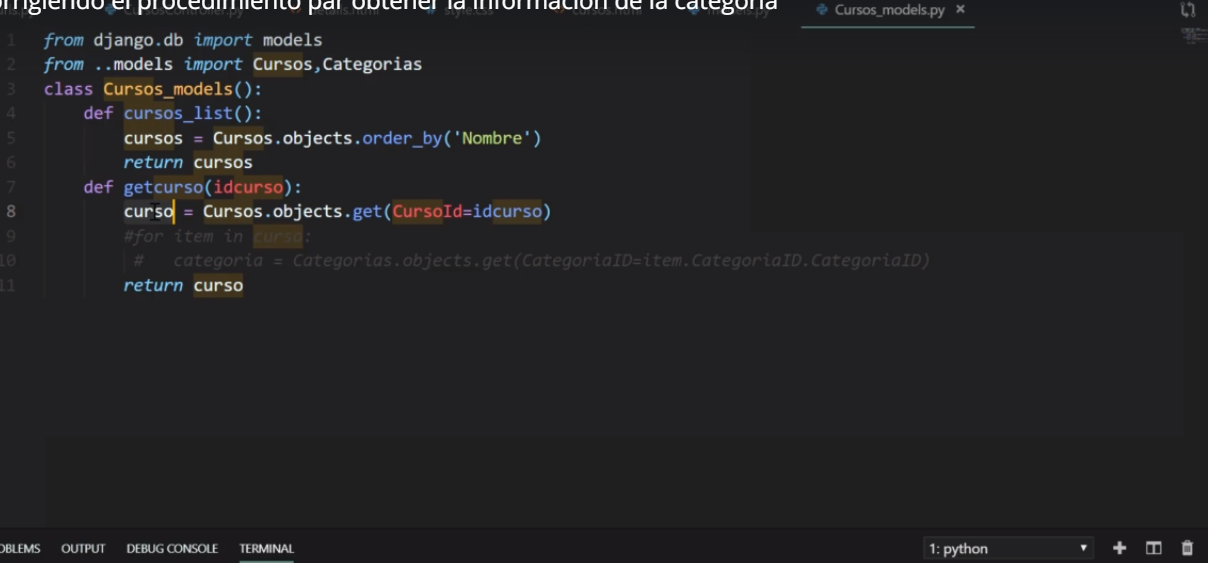 rrigiendo el procedimiento par obtener la información de la categoria
style.css
Cursos_models.py ×
1 from django.db import models
2 from ..models import Cursos,Categorias
3 class Cursos_models():
4 def cursos_list():
5 cursos = Cursos.objects.order_by('Nombre')
6 return cursos
7 def getcurso(idcurso):
8 curso = Cursos.objects.get(CursoId=idcurso)
9 #for item in curso:
10 # categoria = Categorias.objects.get(CategoriaID=item.CategoriaID.CategoriaID)
11 return curso
OBLEMS OUTPUT DEBUG CONSOLE TERMINAL 1: python